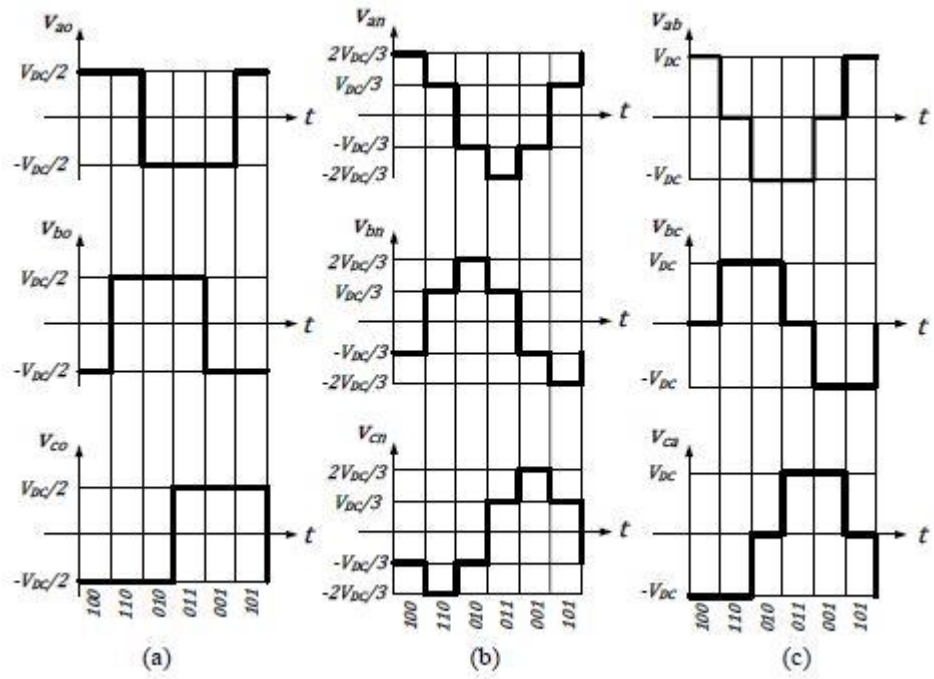 Vao
VDC/2
t
-VDC/2
Vbo
VDC/2
t
-VDC/2
Vco
VDC/2
t
-VDC/2
100 110 010 011 001 101
(a)
Van
2VDC/3
VDC/3
t
-VDC/3
-2VDC/3
Vbn
2VDC/3
VDC/3
t
-VDC/3
-2VDC/3
Vcn
2VDC/3
VDC/3
t
-VDC/3
-2VDC/3
100 110 010 011 001 101
(b)
Vab
VDC
t
-VDC
Vbc
VDC
t
-VDC
Vca
VDC
t
-VDC
100 110 010 011 001 101
(c)